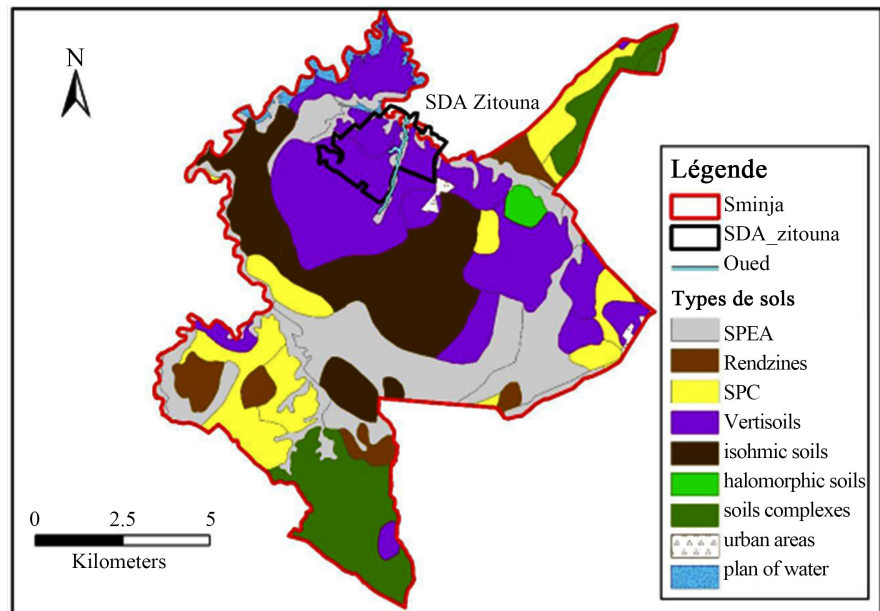 N
SDA Zitouna
Légende
Sminja
SDA_zitouna
Oued
Types de sols
SPEA
Rendzines
SPC
Vertisoils
isohmic soils
halomorphic soils
soils complexes
urban areas
plan of water
0 2.5 5
Kilometers